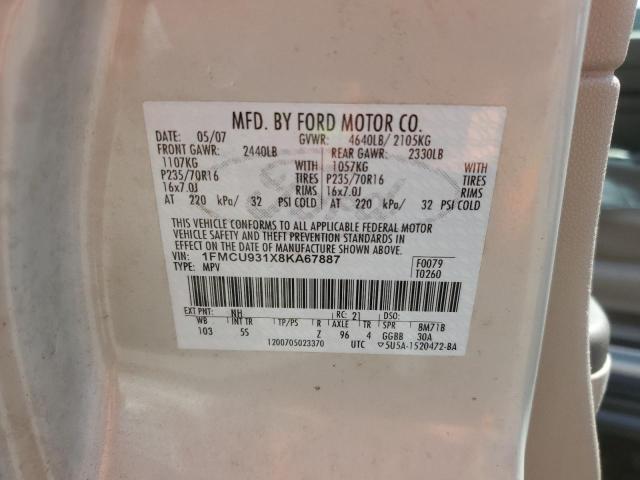 MFD. BY FORD MOTOR CO.
DATE: 05/07 GVWR: 4640LB/ 2105KG
FRONT GAWR: 2440LB REAR GAWR: 2330LB
1107KG WITH 1057KG WITH
P235/70R16 TIRES P235/70R16 TIRES
16x7.0J RIMS 16x7.0J RIMS
AT 220 kPa/ 32 PSI COLD AT 220 kPa/ 32 PSI COLD
THIS VEHICLE CONFORMS TO ALL APPLICABLE FEDERAL MOTOR
VEHICLE SAFETY AND THEFT PREVENTION STANDARDS IN
EFFECT ON THE DATE OF MANUFACTURE SHOWN ABOVE.
VIN: 1FMCU931X8KA67887 F0079
TYPE: MPV T0260
EXT PNT: NH RC: 21 DSO:
WB INT TR TP/PS R AXLE TR SPR BM71B
103 5S Z 96 4 GGBB 30A
1200705023370 UTC 5U5A-1520472-BA